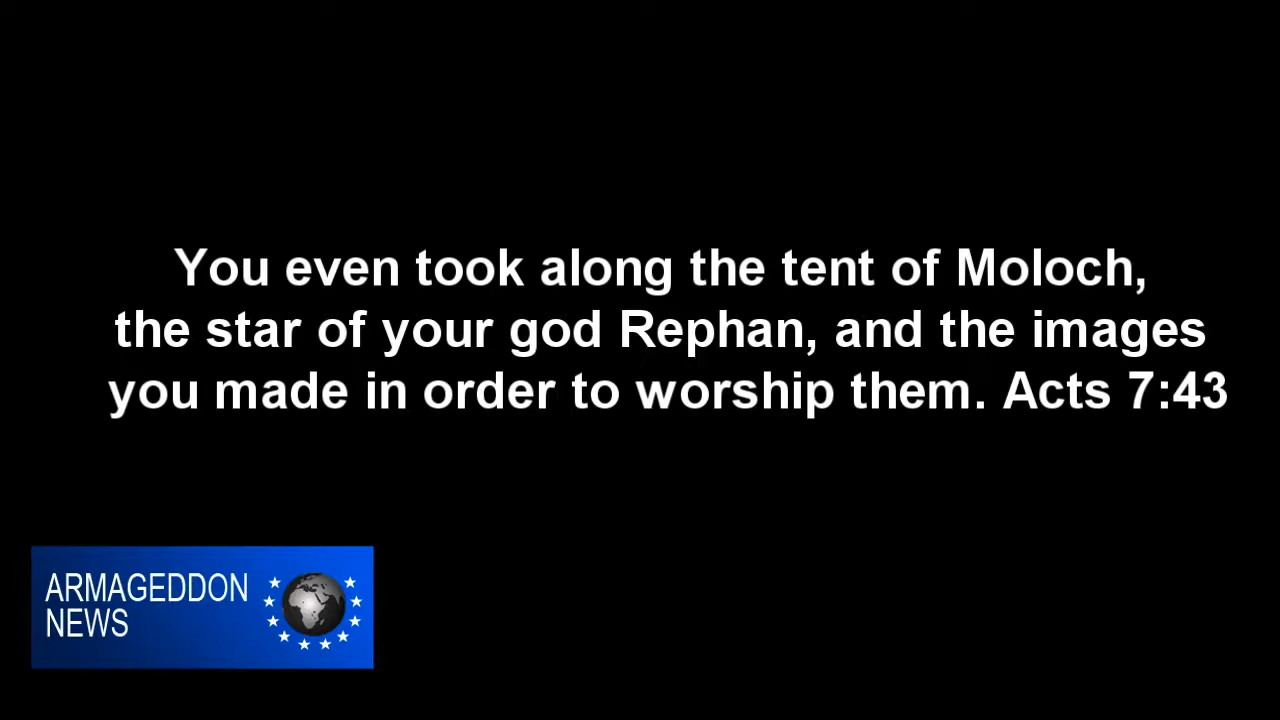 You even took along the tent of Moloch,
the star of your god Rephan, and the images
you made in order to worship them. Acts 7:43
ARMAGEDDON
NEWS